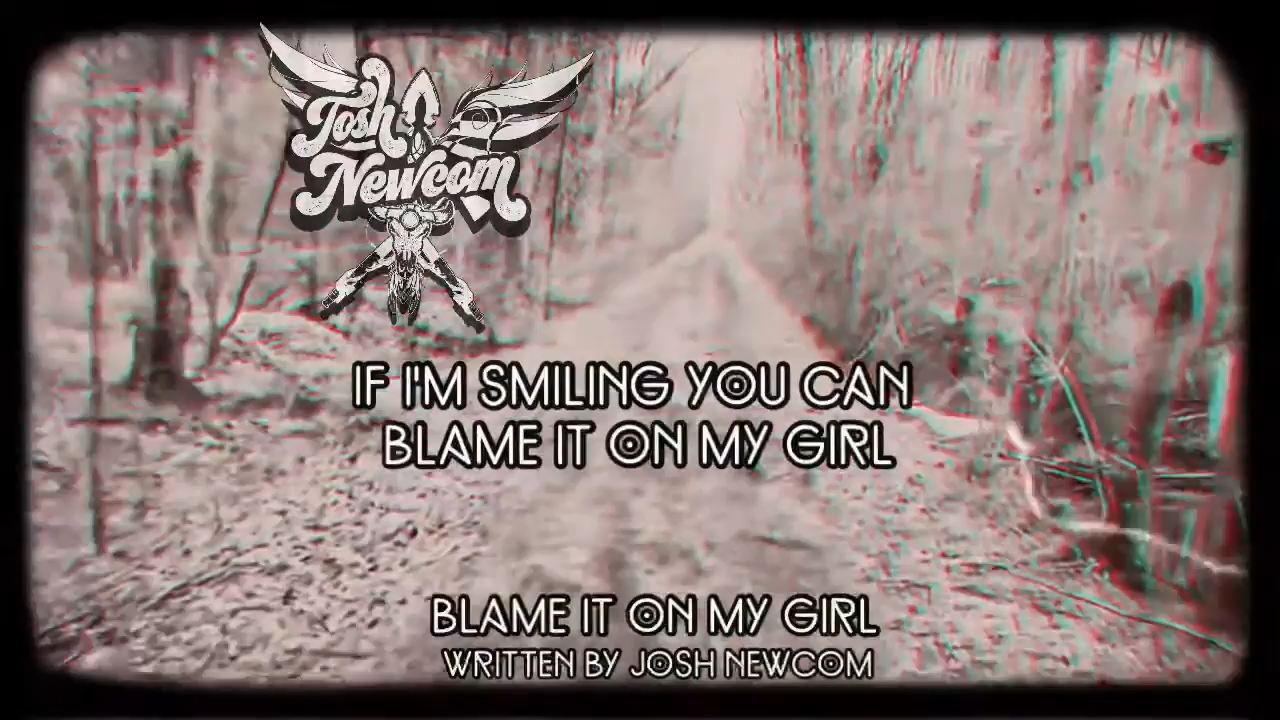 Josh
Newcom
IF I'M SMILING YOU CAN
BLAME IT ON MY GIRL
BLAME IT ON MY GIRL
WRITTEN BY JOSH NEWCOM